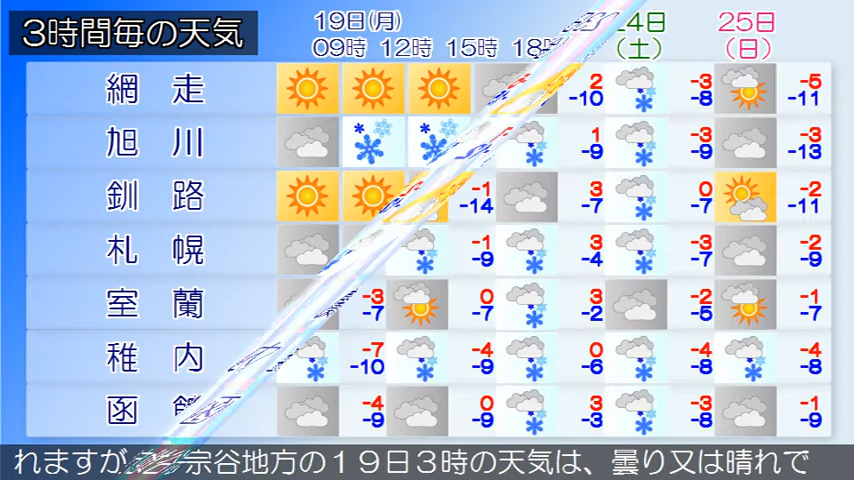 3時間毎の天気
19日(月)
09時 12時 15時
24日 25日
(土) (日)
網走 2 -10 -3 -8 -5 -11
旭川 1 -9 -3 -9 -3 -13
釧路 -1 -14 3 -7 0 -7 -2 -11
札幌 -1 -9 3 -4 -3 -7 -2 -9
室蘭 -3 -7 0 -7 3 -2 -2 -5 -1 -7
稚内 -7 -10 -4 -9 0 -6 -4 -8 -4 -8
函 -4 -9 0 -9 3 -3 -3 -8 -1 -9
れますが 宗谷地方の19日3時の天気は、曇り又は晴れで